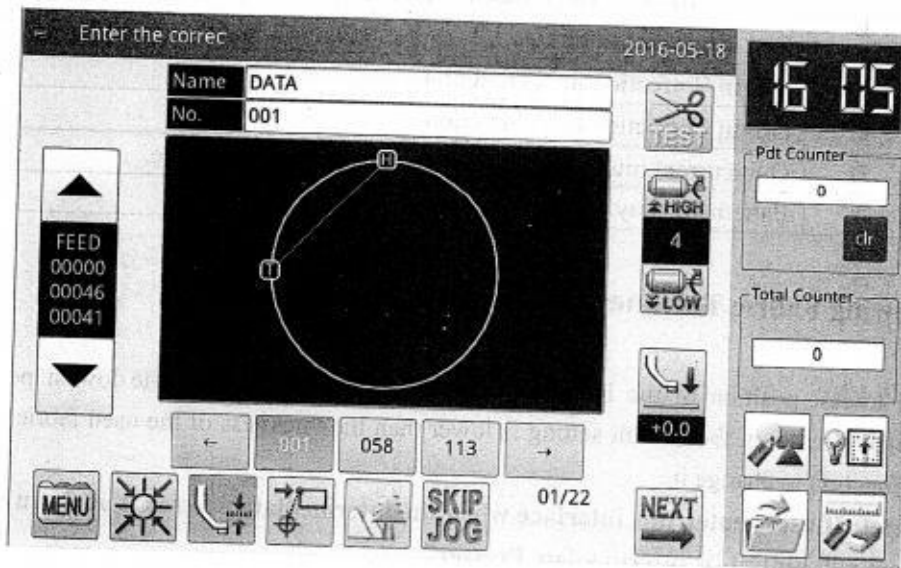 Enter the correc
2016-05-18
16 05
Name DATA
No. 001
TEST
Pdt Counter
0
clr
HIGH
4
LOW
H
T
FEED
00000
00046
00041
Total Counter
0
+0.0
← 001 058 113 →
MENU
SKIP
JOG
01/22
NEXT